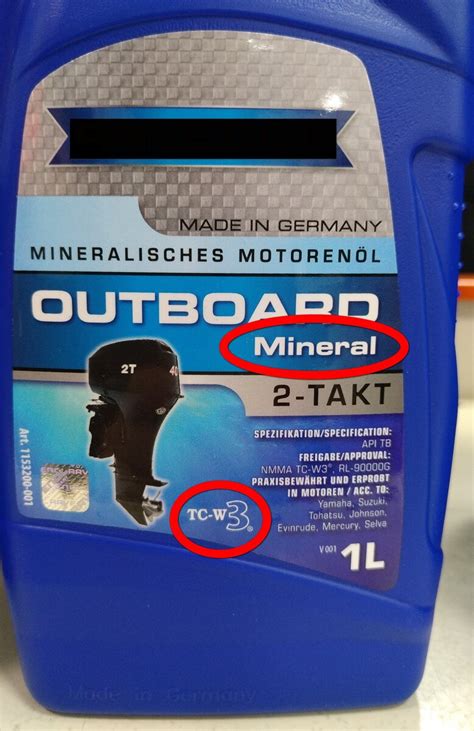 MADE IN GERMANY
MINERALISCHES MOTORENÖL
OUTBOARD
Mineral
2-TAKT
2T 40
SPEZIFIKATION/SPECIFICATION:
API TB
FREIGABE/APPROVAL:
NMMA TC-W3®, RL-90000G
PRAXISBEWÄHRT UND ERPROBT
IN MOTOREN / ACC. TO:
Yamaha, Suzuki,
Tohatsu, Johnson,
Evinrude, Mercury, Selva
TC-W3®
V 001
1L
Art. 1153200-001
Made in Germany